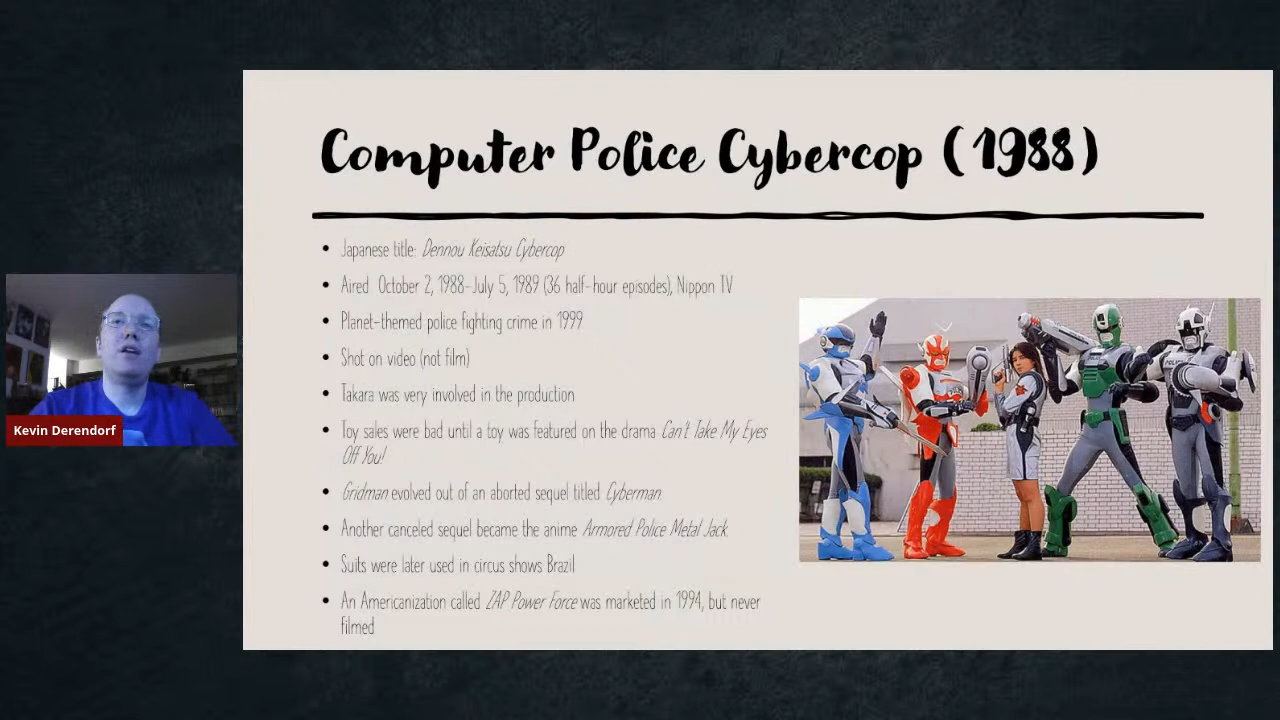 Computer Police Cybercop (1988)
• Japanese title: Dennou Keisatsu Cybercop
• Aired October 2, 1988-July 5, 1989 (36 half-hour episodes), Nippon TV
• Planet-themed police fighting crime in 1999
• Shot on video (not film)
• Takara was very involved in the production
• Toy sales were bad until a toy was featured on the drama Can't Take My Eyes
Off You!
• Gridman evolved out of an aborted sequel titled Cyberman
• Another canceled sequel became the anime Armored Police Metal Jack.
• Suits were later used in circus shows Brazil
• An Americanization called ZAP Power Force was marketed in 1994, but never
filmed
Kevin Derendorf